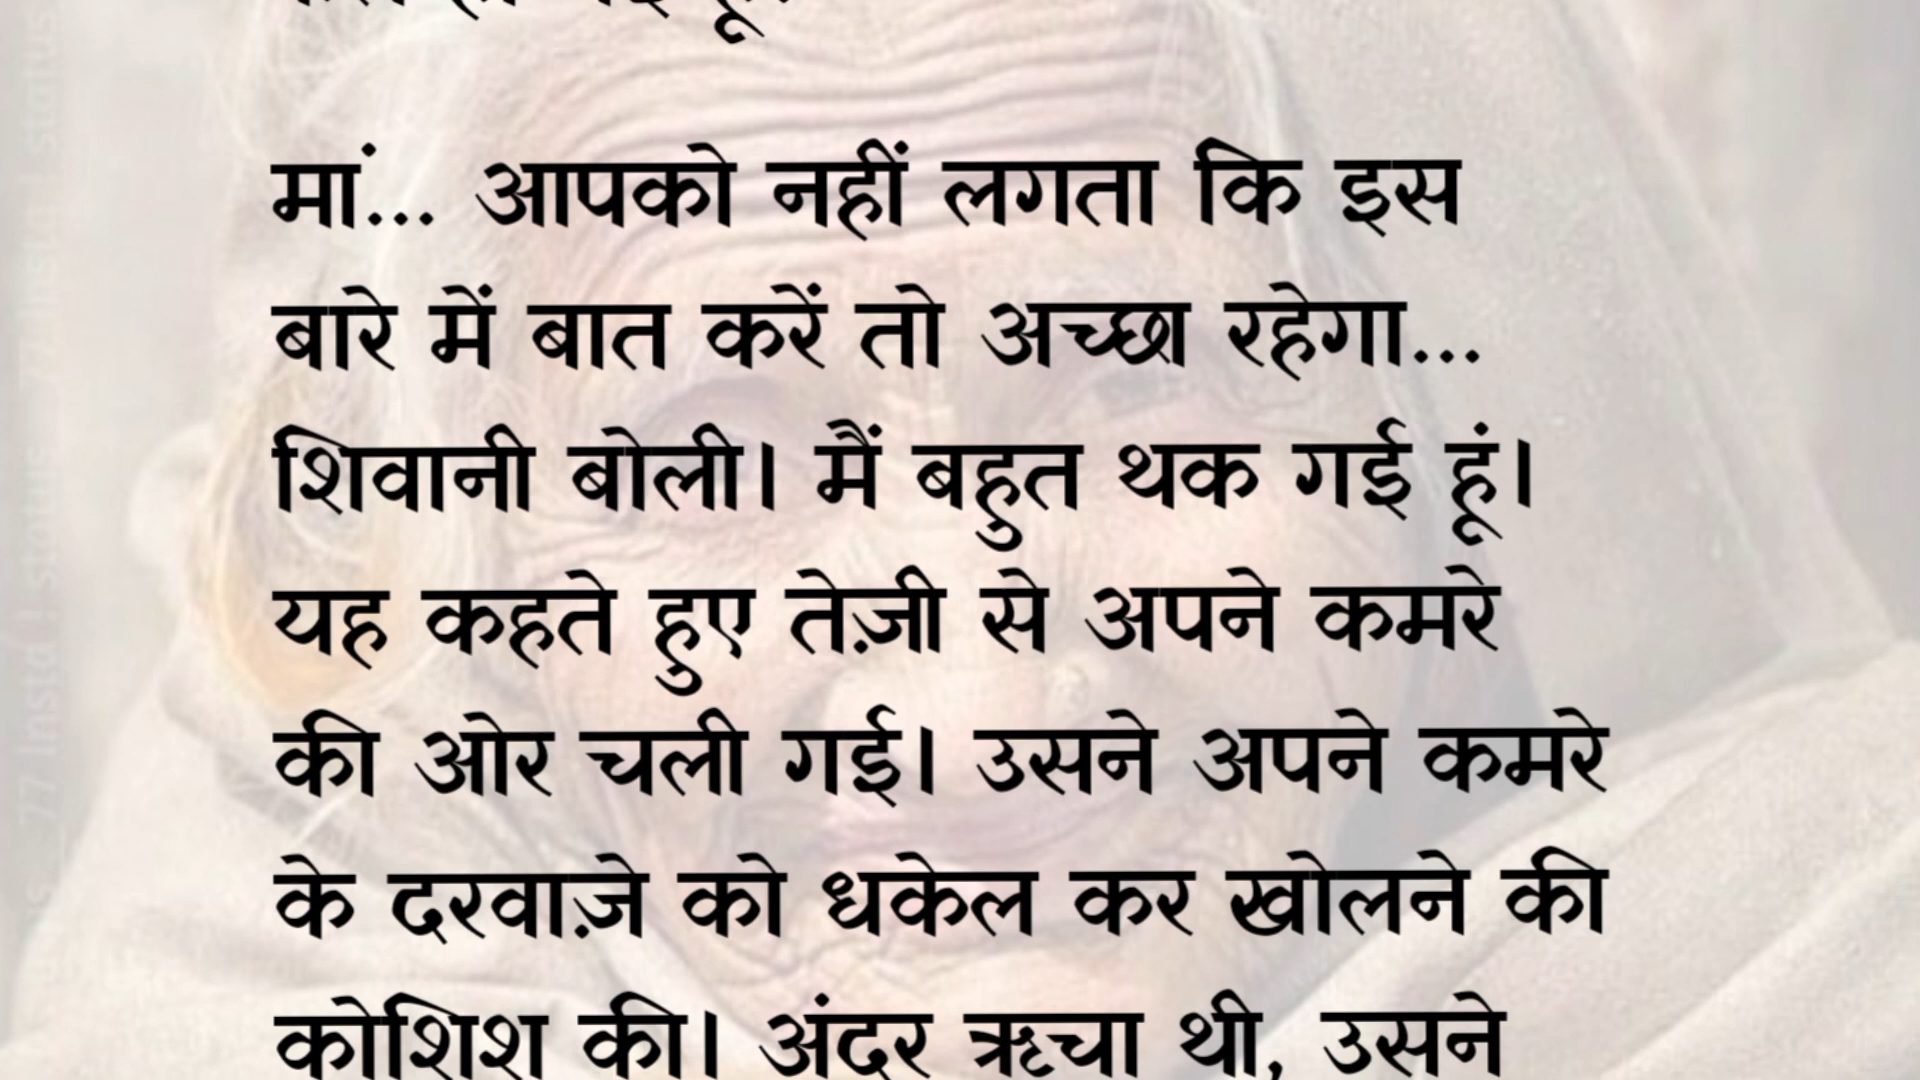 मां... आपको नहीं लगता कि इस
बारे में बात करें तो अच्छा रहेगा...
शिवानी बोली। मैं बहुत थक गई हूं।
यह कहते हुए तेज़ी से अपने कमरे
की ओर चली गई। उसने अपने कमरे
के दरवाज़े को धकेल कर खोलने की
कोशिश की। अंदर ऋचा थी, उसने